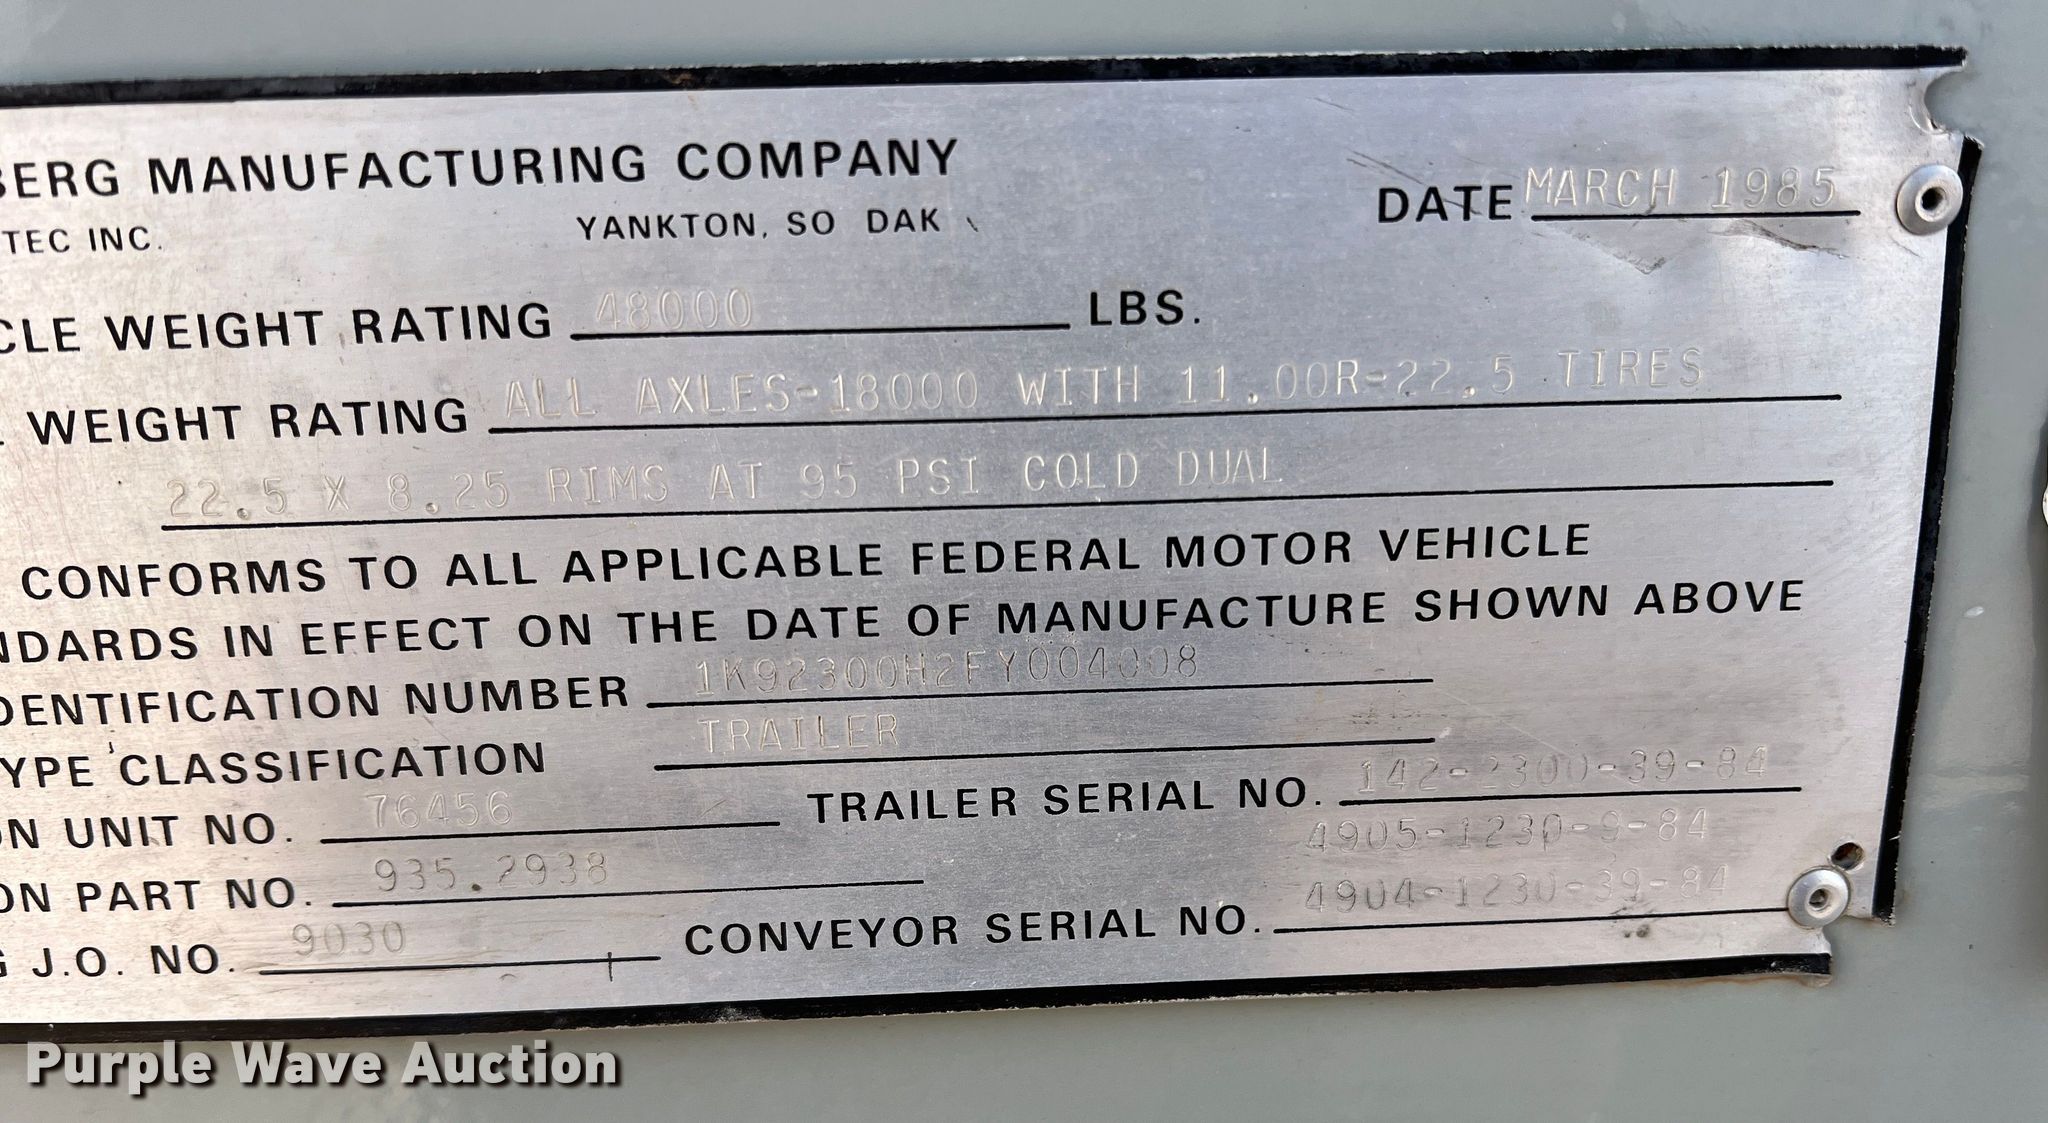 BERG MANUFACTURING COMPANY
DATE MARCH 1985
TEC INC. YANKTON, SO DAK
CLE WEIGHT RATING 48000 LBS.
WEIGHT RATING ALL AXLES-18000 WITH 11.00R-22.5 TIRES
22.5 X 8.25 RIMS AT 95 PSI COLD DUAL
CONFORMS TO ALL APPLICABLE FEDERAL MOTOR VEHICLE
NDARDS IN EFFECT ON THE DATE OF MANUFACTURE SHOWN ABOVE
DENTIFICATION NUMBER 1K92300H2FY004008
YPE CLASSIFICATION TRAILER
ON UNIT NO. 76456 TRAILER SERIAL NO. 142-2300-39-84
4905-1230-9-84
ON PART NO. 935.2938
4904-1230-39-84
G J.O. NO. 9030 CONVEYOR SERIAL NO.
Purple Wave Auction